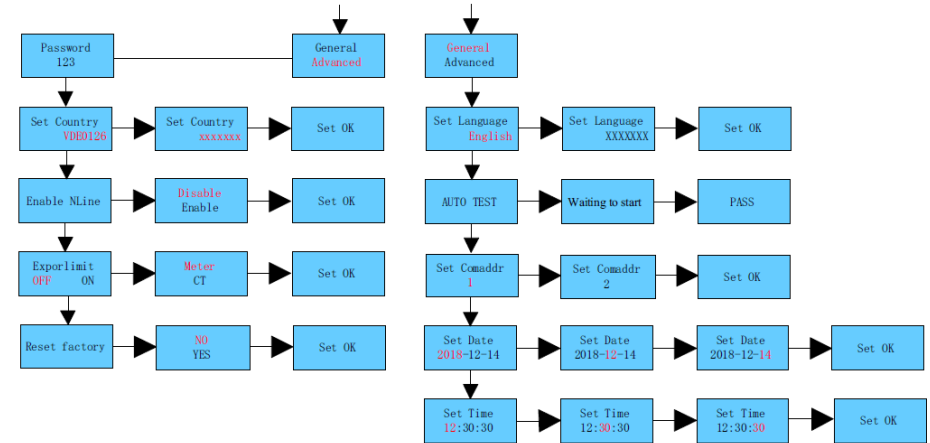 Password
123
General
Advanced
Set Country
VDE0126
Set Country
xxxxxxx
Set OK
Enable NLine
Disable
Enable
Set OK
Exporlimit
OFF ON
Meter
CT
Set OK
Reset factory
NO
YES
Set OK
General
Advanced
Set Language
English
Set Language
XXXXXXX
Set OK
AUTO TEST
Waiting to start
PASS
Set Comaddr
1
Set Comaddr
2
Set OK
Set Date
2018-12-14
Set Date
2018-12-14
Set Date
2018-12-14
Set OK
Set Time
12:30:30
Set Time
12:30:30
Set Time
12:30:30
Set OK